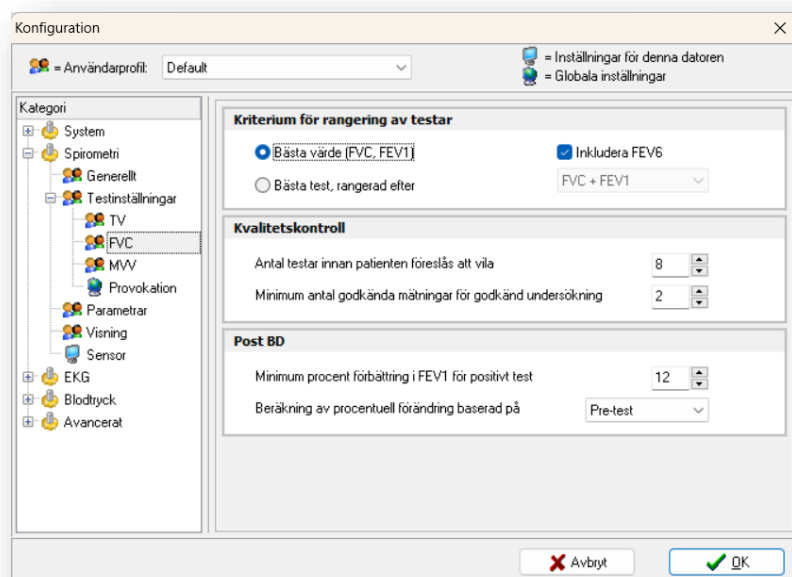 Konfiguration
= Användarprofil: Default
= Inställningar för denna datoren
= Globala inställningar
Kategori
System
Spirometri
Generellt
Testinställningar
TV
FVC
MVV
Provokation
Parametrar
Visning
Sensor
EKG
Blodtryck
Avancerat
Kriterium för rangering av testar
Bästa värde (FVC, FEV1) Inkludera FEV6
Bästa test, rangerad efter FVC + FEV1
Kvalitetskontroll
Antal testar innan patienten föreslås att vila 8
Minimum antal godkända mätningar för godkänd undersökning 2
Post BD
Minimum procent förbättring i FEV1 för positivt test 12
Beräkning av procentuell förändring baserad på Pre-test
Avbryt OK